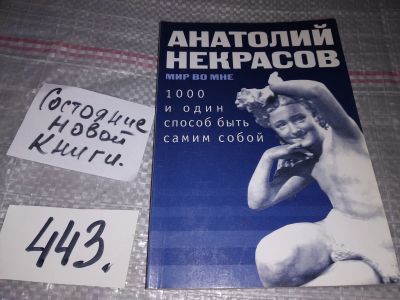 Состояние
новой
книги.
443.
АНАТОЛИЙ
НЕКРАСОВ
МИР ВО МНЕ
1000
и один
способ быть
самим собой